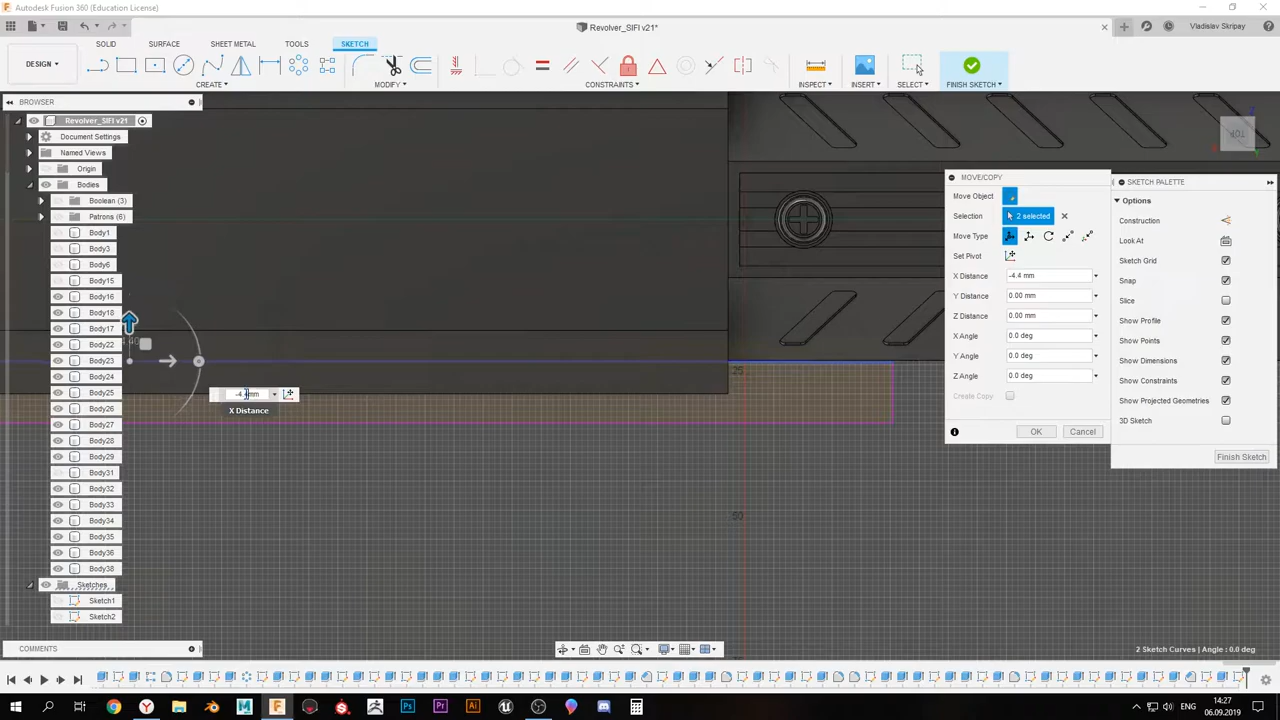 Autodesk Fusion 360 (Education License)
Revolver_SIFI v21*
Vladislav Skripay
DESIGN
SOLID
SURFACE
SHEET METAL
TOOLS
SKETCH
CREATE
MODIFY
CONSTRAINTS
INSPECT
INSERT
SELECT
FINISH SKETCH
BROWSER
Revolver_SIFI v21
Document Settings
Named Views
Origin
Bodies
Boolean (3)
Patrons (6)
Body1
Body3
Body6
Body15
Body16
Body18
Body17
Body22
Body23
Body24
Body25
Body26
Body27
Body28
Body29
Body31
Body32
Body33
Body34
Body35
Body36
Body38
Sketches
Sketch1
Sketch2
X Distance
25
50
TOP
MOVE/COPY
Move Object
Selection
2 selected
Move Type
Set Pivot
X Distance
-4.4 mm
Y Distance
0.00 mm
Z Distance
0.00 mm
X Angle
0.0 deg
Y Angle
0.0 deg
Z Angle
0.0 deg
Create Copy
OK
Cancel
SKETCH PALETTE
Options
Construction
Look At
Sketch Grid
Snap
Slice
Show Profile
Show Points
Show Dimensions
Show Constraints
Show Projected Geometries
3D Sketch
Finish Sketch
COMMENTS
2 Sketch Curves | Angle : 0.0 deg
14:27
06.09.2019